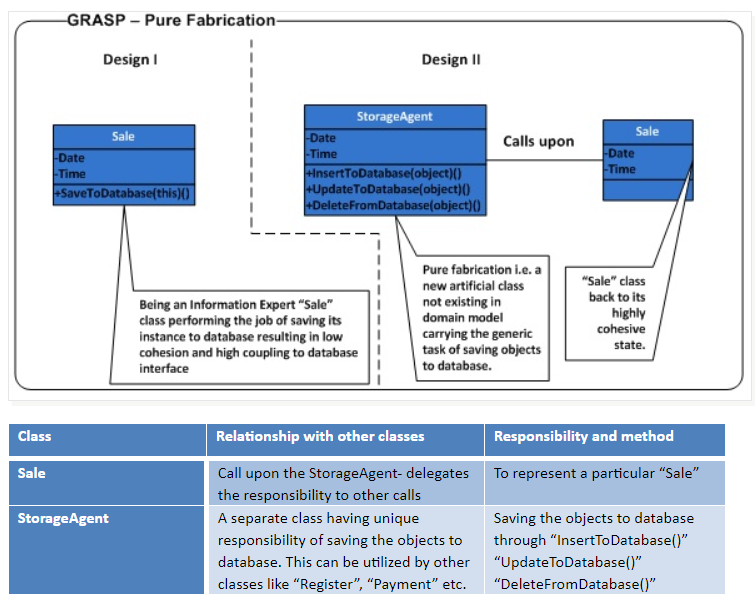 GRASP – Pure Fabrication
Design I
Design II
Sale
-Date
-Time
+SaveToDatabase(this)()
StorageAgent
-Date
-Time
+InsertToDatabase(object)()
+UpdateToDatabase(object)()
+DeleteFromDatabase(object)()
Calls upon
Sale
-Date
-Time
Being an Information Expert “Sale”
class performing the job of saving its
instance to database resulting in low
cohesion and high coupling to database
interface
Pure fabrication i.e. a
new artificial class
not existing in
domain model
carrying the generic
task of saving objects
to database.
“Sale” class
back to its
highly
cohesive
state.
Class
Relationship with other classes
Responsibility and method
Sale
Call upon the StorageAgent- delegates
the responsibility to other calls
To represent a particular “Sale”
StorageAgent
A separate class having unique
responsibility of saving the objects to
database. This can be utilized by other
classes like “Register”, “Payment” etc.
Saving the objects to database
through “InsertToDatabase()”
“UpdateToDatabase()”
“DeleteFromDatabase()”